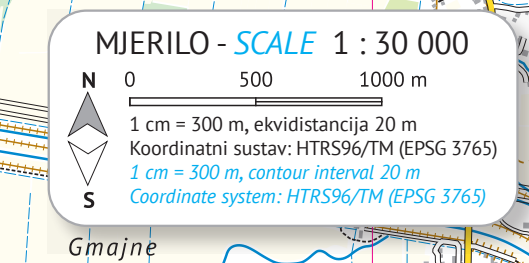 MJERILO - SCALE 1 : 30 000
N
0 500 1000 m
1 cm = 300 m, ekvidistancija 20 m
Koordinatni sustav: HTRS96/TM (EPSG 3765)
1 cm = 300 m, contour interval 20 m
Coordinate system: HTRS96/TM (EPSG 3765)
S
Gmajne